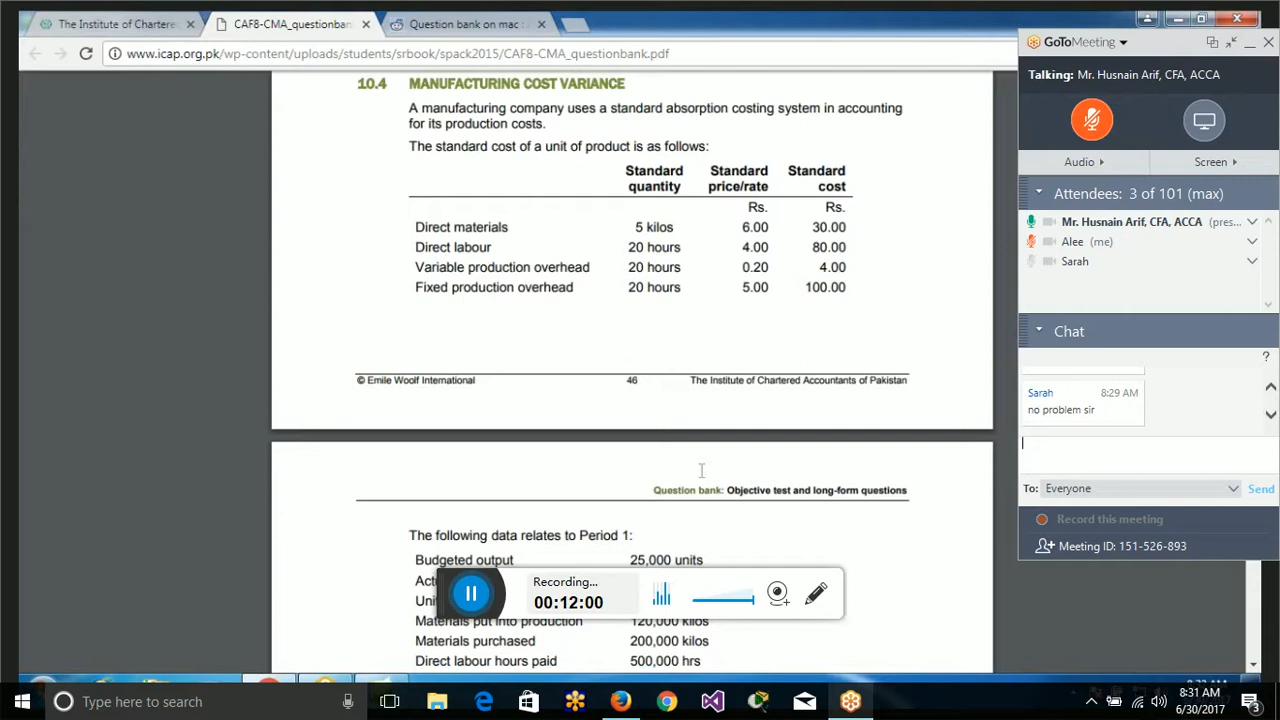 The Institute of Chartere
CAF8-CMA_questionban
Question bank on mac :
www.icap.org.pk/wp-content/uploads/students/srbook/spack2015/CAF8-CMA_questionbank.pdf
10.4 MANUFACTURING COST VARIANCE
A manufacturing company uses a standard absorption costing system in accounting
for its production costs.
The standard cost of a unit of product is as follows:
Standard Standard Standard
quantity price/rate cost
Rs. Rs.
Direct materials 5 kilos 6.00 30.00
Direct labour 20 hours 4.00 80.00
Variable production overhead 20 hours 0.20 4.00
Fixed production overhead 20 hours 5.00 100.00
© Emile Woolf International 46 The Institute of Chartered Accountants of Pakistan
Question bank: Objective test and long-form questions
The following data relates to Period 1:
Budgeted output 25,000 units
Materials put into production 120,000 kilos
Materials purchased 200,000 kilos
Direct labour hours paid 500,000 hrs
Recording...
00:12:00
GoToMeeting
Talking: Mr. Husnain Arif, CFA, ACCA
Audio Screen
Attendees: 3 of 101 (max)
Mr. Husnain Arif, CFA, ACCA (pres...
Alee (me)
Sarah
Chat
?
Sarah 8:29 AM
no problem sir
To: Everyone Send
Record this meeting
Meeting ID: 151-526-893
Type here to search
8:31 AM
6/30/2017
3